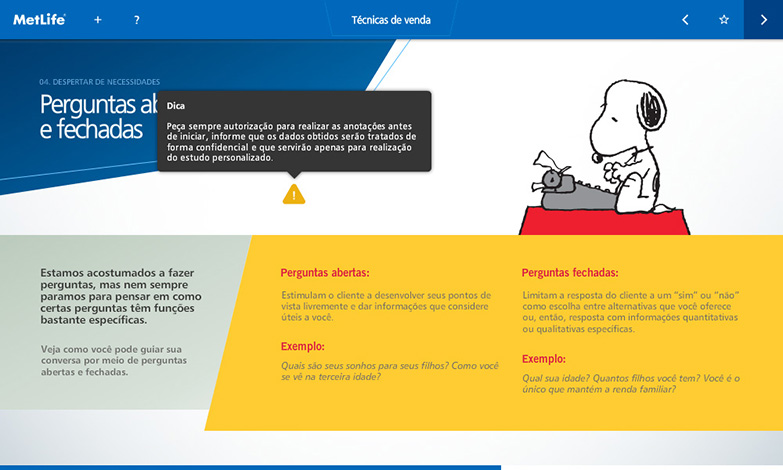 MetLife
+
?
Técnicas de venda
04. DESPERTAR DE NECESSIDADES
Perguntas ab
e fechadas
Dica
Peça sempre autorização para realizar as anotações antes
de iniciar, informe que os dados obtidos serão tratados de
forma confidencial e que servirão apenas para realização
do estudo personalizado.
!
Estamos acostumados a fazer
perguntas, mas nem sempre
paramos para pensar em como
certas perguntas têm funções
bastante específicas.
Veja como você pode guiar sua
conversa por meio de perguntas
abertas e fechadas.
Perguntas abertas:
Estimulam o cliente a desenvolver seus pontos de
vista livremente e dar informações que considere
úteis a você.
Exemplo:
Quais são seus sonhos para seus filhos? Como você
se vê na terceira idade?
Perguntas fechadas:
Limitam a resposta do cliente a um “sim” ou “não”
como escolha entre alternativas que você oferece
ou, então, resposta com informações quantitativas
ou qualitativas específicas.
Exemplo:
Qual sua idade? Quantos filhos você tem? Você é o
único que mantém a renda familiar?